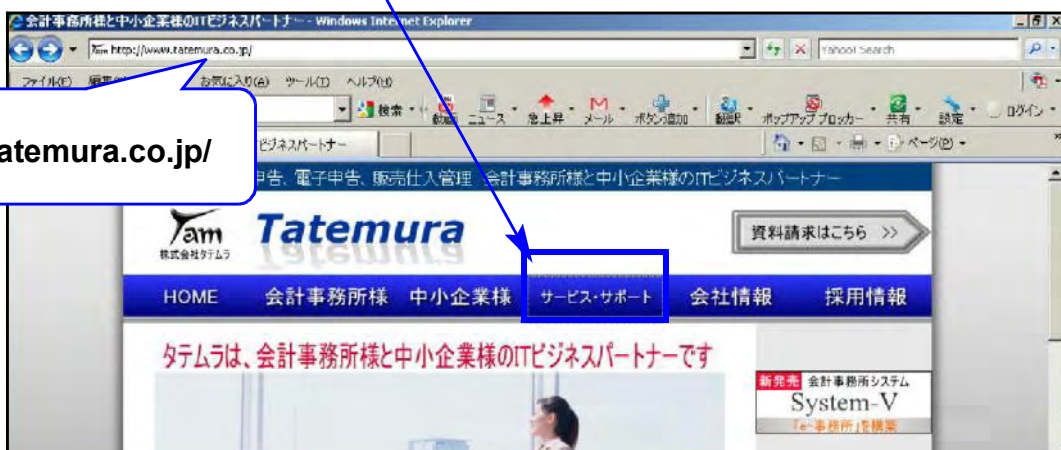 会計事務所様と中小企業様のITビジネスパートナー - Windows Internet Explorer
http://www.tatemura.co.jp/
Yahoo! Search
ファイル(F) お気に入り(A) ツール(T) ヘルプ(H)
検索 動画 ニュース 急上昇 メール ボタン追加 翻訳 ポップアップブロッカー 共有 設定 ログイン
atemura.co.jp/
ビジネスパートナー
ページ(P)
申告、電子申告、販売仕入管理 会計事務所様と中小企業様のITビジネスパートナー
Tam
株式会社タテムラ
Tatemura
資料請求はこちら >>
HOME 会計事務所様 中小企業様 サービス・サポート 会社情報 採用情報
タテムラは、会計事務所様と中小企業様のITビジネスパートナーです
新発売 会計事務所システム
System-V
「e-事務所」を構築